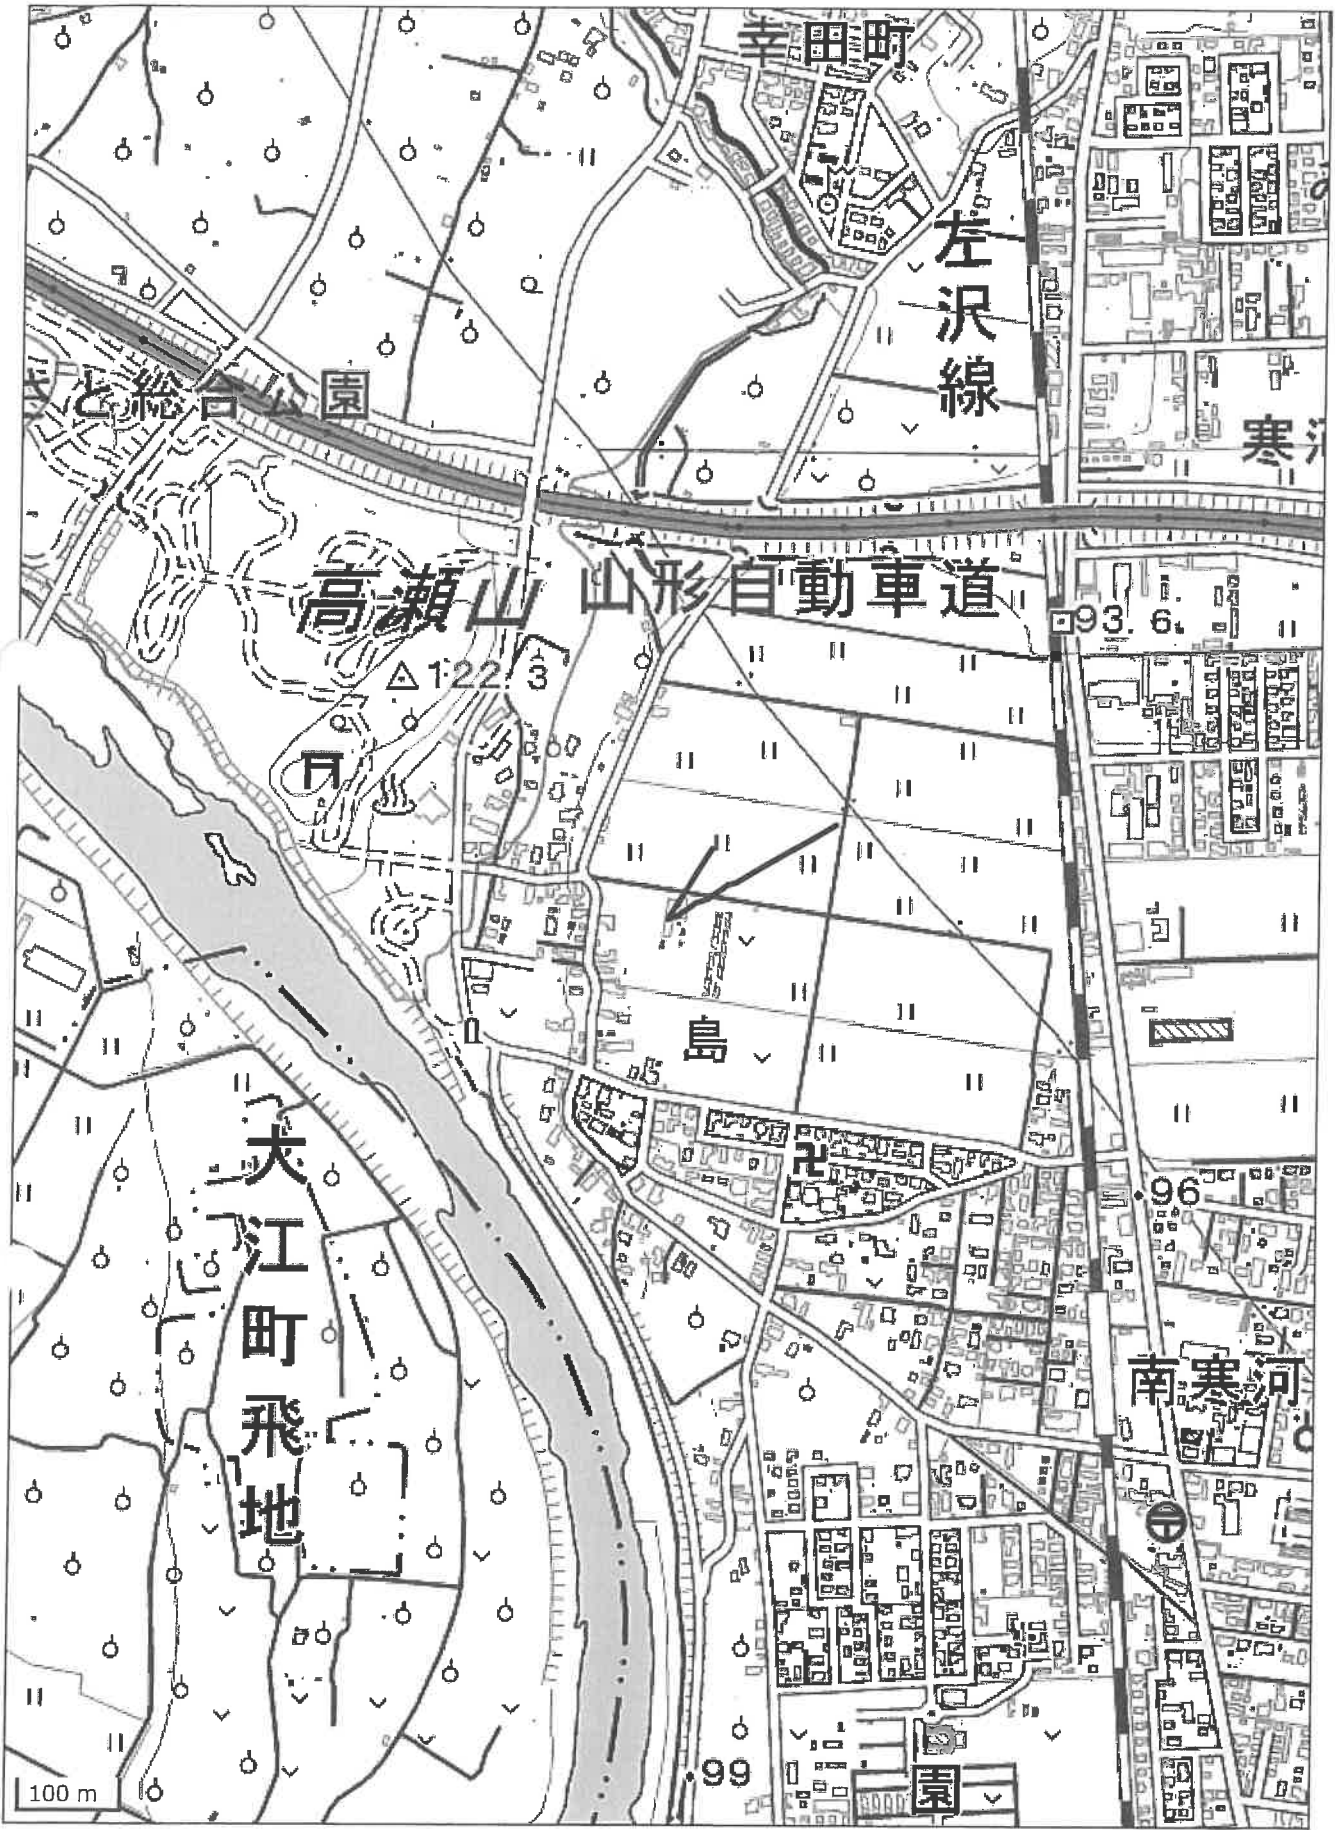 幸田町
左沢線
と総合公園
寒
高瀬山
山形自動車道
93.6
122.3
島
大江町飛地
96
南寒河
99
園
100 m